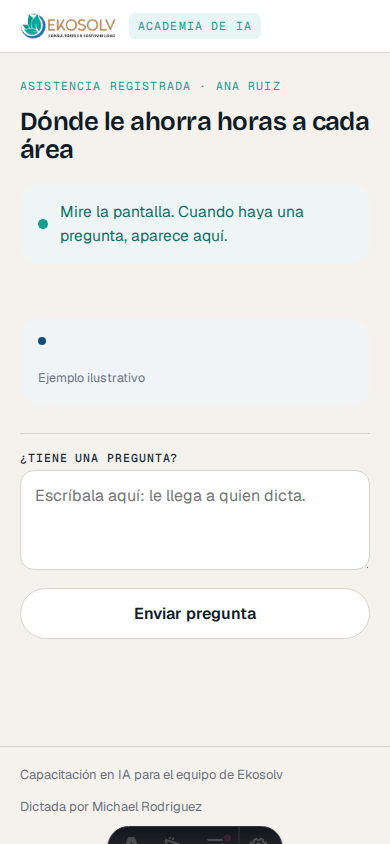 EKOSOLV
ACADEMIA DE IA
ASISTENCIA REGISTRADA · ANA RUIZ
Dónde le ahorra horas a cada
área
Mire la pantalla. Cuando haya una
pregunta, aparece aquí.
Ejemplo ilustrativo
¿TIENE UNA PREGUNTA?
Escríbala aquí: le llega a quien dicta.
Enviar pregunta
Capacitación en IA para el equipo de Ekosolv
Dictada por Michael Rodriguez